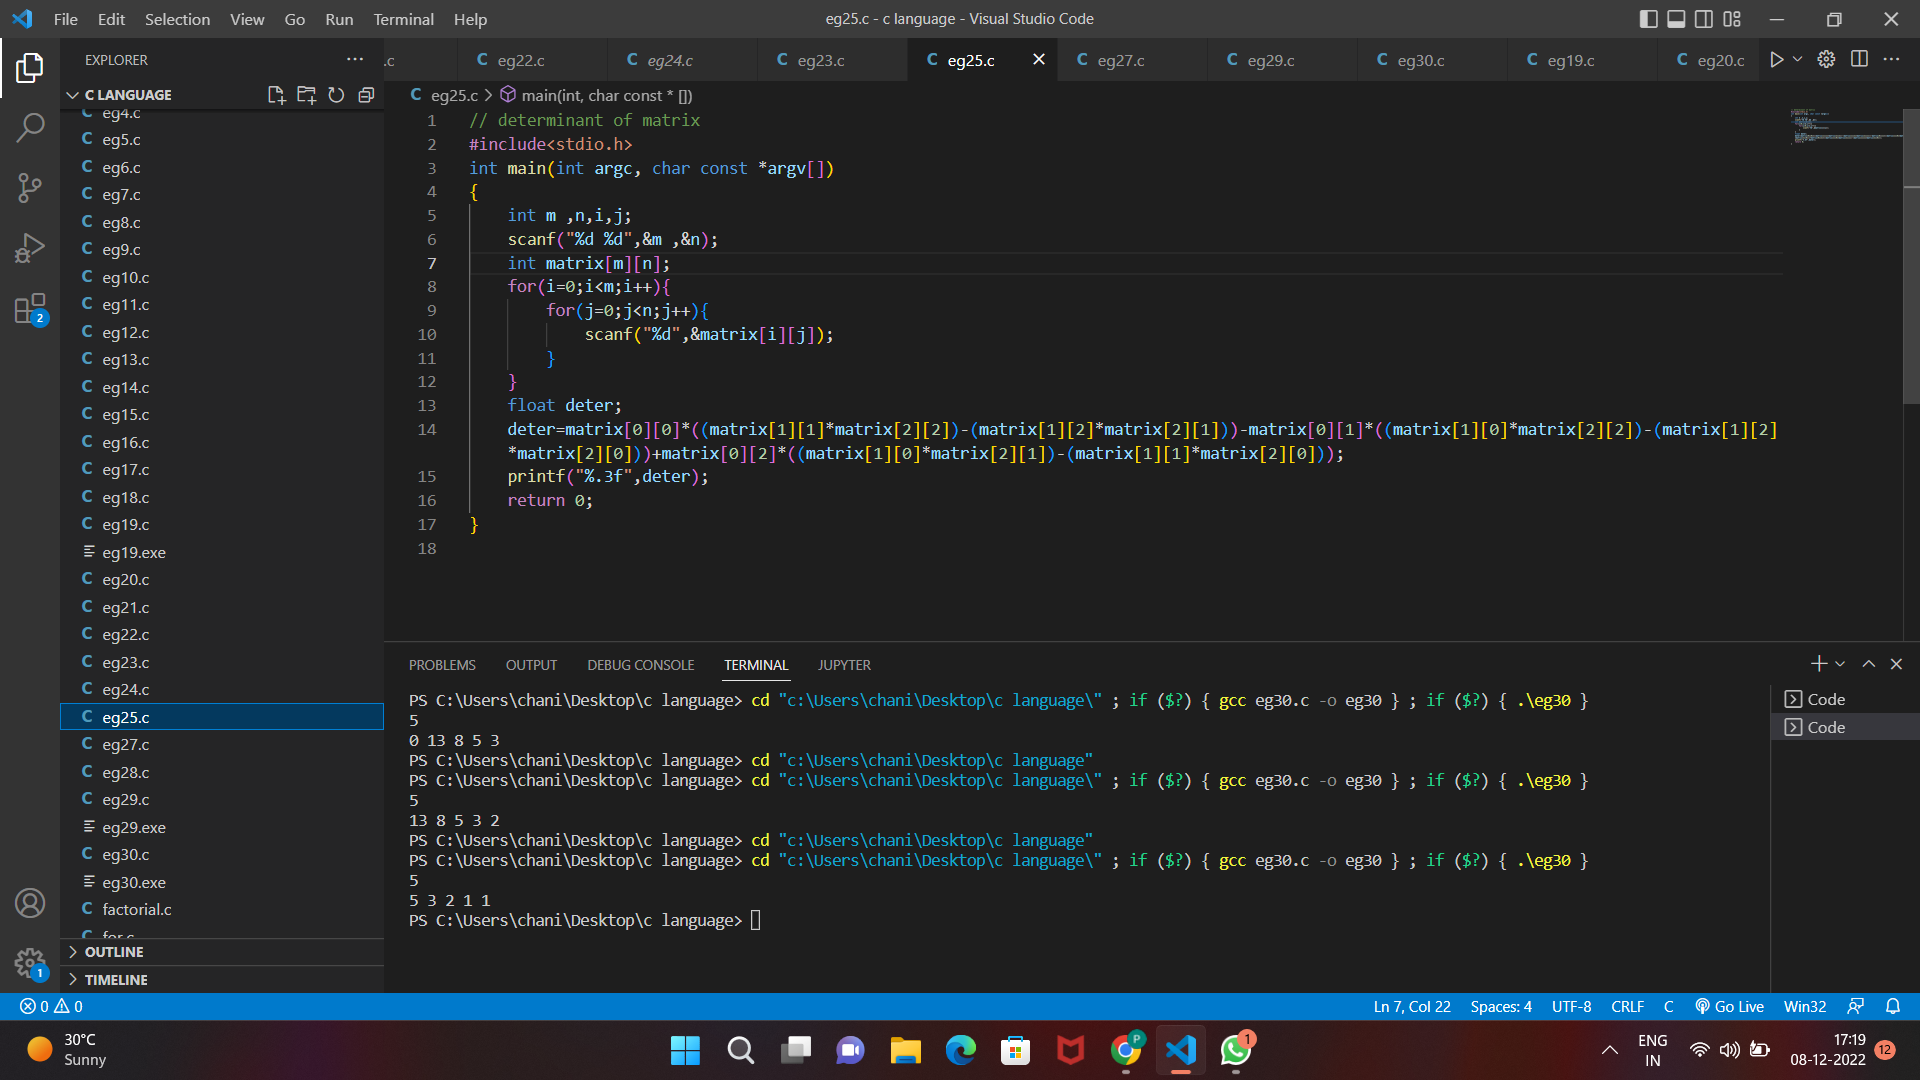 File Edit Selection View Go Run Terminal Help
eg25.c - c language - Visual Studio Code
EXPLORER
.c eg22.c eg24.c eg23.c eg25.c eg27.c eg29.c eg30.c eg19.c eg20.c
C LANGUAGE
eg25.c > main(int, char const * [])
eg4.c
eg5.c
eg6.c
eg7.c
eg8.c
eg9.c
eg10.c
eg11.c
eg12.c
eg13.c
eg14.c
eg15.c
eg16.c
eg17.c
eg18.c
eg19.c
eg19.exe
eg20.c
eg21.c
eg22.c
eg23.c
eg24.c
eg25.c
eg27.c
eg28.c
eg29.c
eg29.exe
eg30.c
eg30.exe
factorial.c
for.c
OUTLINE
TIMELINE
2
1
1 // determinant of matrix
2 #include<stdio.h>
3 int main(int argc, char const *argv[])
4 {
5 int m ,n,i,j;
6 scanf("%d %d",&m ,&n);
7 int matrix[m][n];
8 for(i=0;i<m;i++){
9 for(j=0;j<n;j++){
10 scanf("%d",&matrix[i][j]);
11 }
12 }
13 float deter;
14 deter=matrix[0][0]*((matrix[1][1]*matrix[2][2])-(matrix[1][2]*matrix[2][1]))-matrix[0][1]*((matrix[1][0]*matrix[2][2])-(matrix[1][2]
*matrix[2][0]))+matrix[0][2]*((matrix[1][0]*matrix[2][1])-(matrix[1][1]*matrix[2][0]));
15 printf("%.3f",deter);
16 return 0;
17 }
18
PROBLEMS OUTPUT DEBUG CONSOLE TERMINAL JUPYTER
PS C:\Users\chani\Desktop\c language> cd "c:\Users\chani\Desktop\c language\" ; if ($?) { gcc eg30.c -o eg30 } ; if ($?) { .\eg30 }
5
0 13 8 5 3
PS C:\Users\chani\Desktop\c language> cd "c:\Users\chani\Desktop\c language"
PS C:\Users\chani\Desktop\c language> cd "c:\Users\chani\Desktop\c language\" ; if ($?) { gcc eg30.c -o eg30 } ; if ($?) { .\eg30 }
5
13 8 5 3 2
PS C:\Users\chani\Desktop\c language> cd "c:\Users\chani\Desktop\c language"
PS C:\Users\chani\Desktop\c language> cd "c:\Users\chani\Desktop\c language\" ; if ($?) { gcc eg30.c -o eg30 } ; if ($?) { .\eg30 }
5
5 3 2 1 1
PS C:\Users\chani\Desktop\c language>
Code
Code
0 0
Ln 7, Col 22 Spaces: 4 UTF-8 CRLF C Go Live Win32
30°C
Sunny
P
1
ENG
IN
17:19
08-12-2022
12